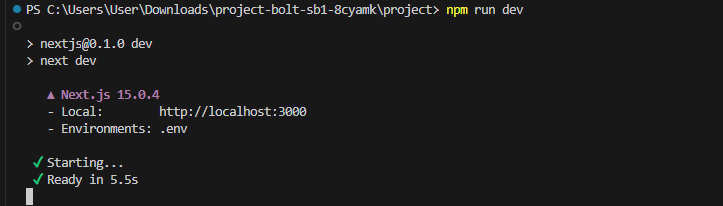 PS C:\Users\User\Downloads\project-bolt-sb1-8cyamk\project> npm run dev
> nextjs@0.1.0 dev
> next dev
▲ Next.js 15.0.4
- Local:        http://localhost:3000
- Environments: .env
✓ Starting...
✓ Ready in 5.5s